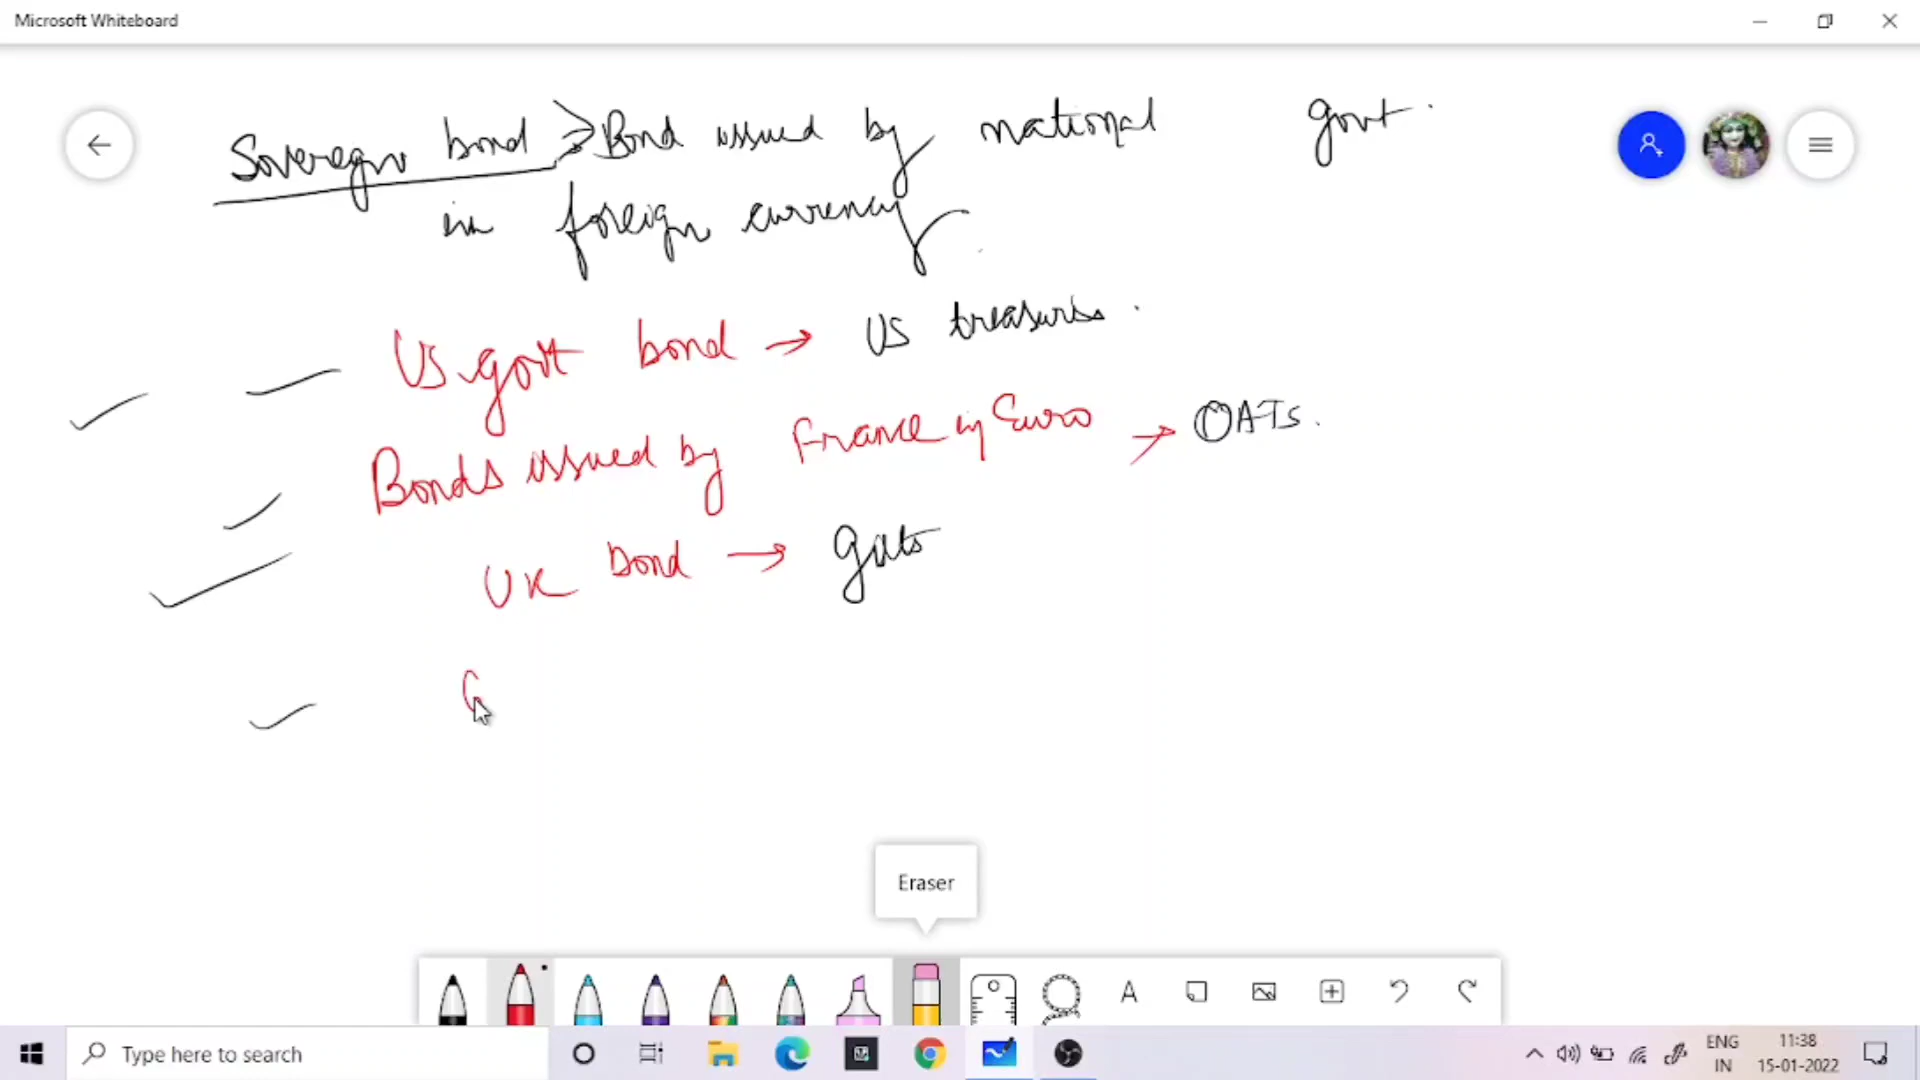 Microsoft Whiteboard
Sovereign bond => Bond issued by national govt.
in foreign currency
US govt bond → US treasuries.
Bonds issued by France in Euro → OATs.
UK bond → 
Eraser
A
Type here to search
ENG
IN
11:38
15-01-2022